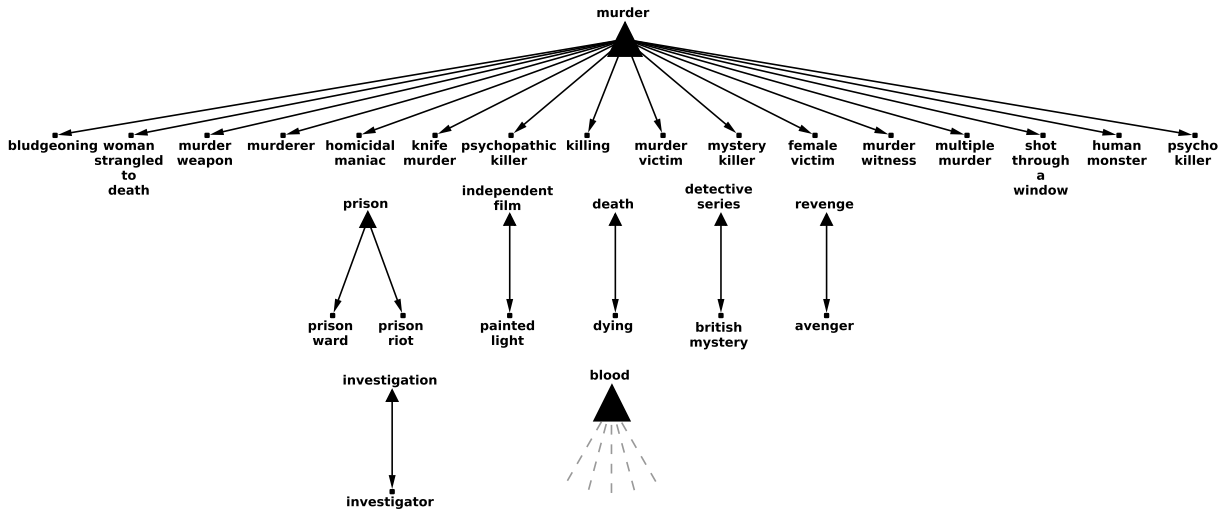 murder
bludgeoning
woman
strangled
to
death
murder
weapon
murderer
homicidal
maniac
knife
murder
psychopathic
killer
killing
murder
victim
mystery
killer
female
victim
murder
witness
multiple
murder
shot
through
a
window
human
monster
psycho
killer
prison
independent
film
death
detective
series
revenge
prison
ward
prison
riot
painted
light
dying
british
mystery
avenger
investigation
blood
investigator